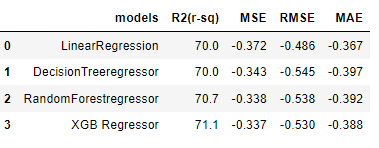 models R2(r-sq) MSE RMSE MAE
0 LinearRegression 70.0 -0.372 -0.486 -0.367
1 DecisionTreeregressor 70.0 -0.343 -0.545 -0.397
2 RandomForestregressor 70.7 -0.338 -0.538 -0.392
3 XGB Regressor 71.1 -0.337 -0.530 -0.388